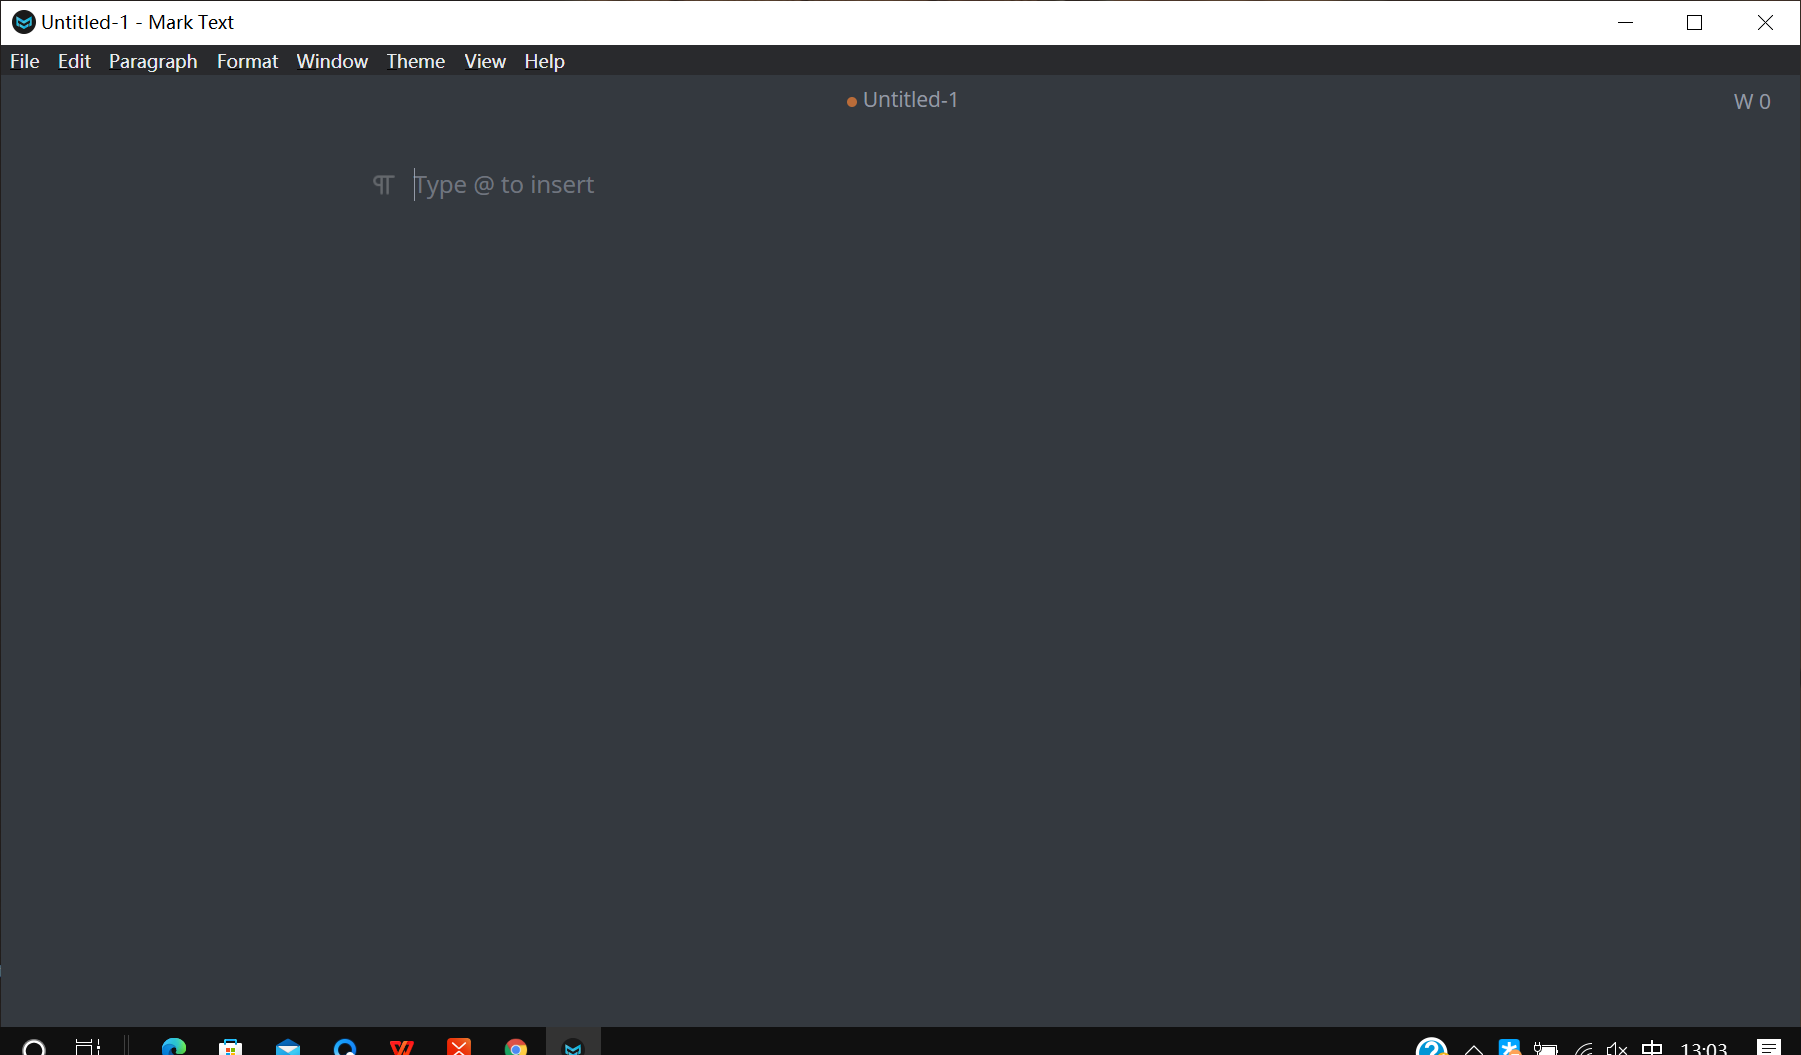 Untitled-1 - Mark Text
File Edit Paragraph Format Window Theme View Help
Untitled-1
W 0
Type @ to insert
中 13:03